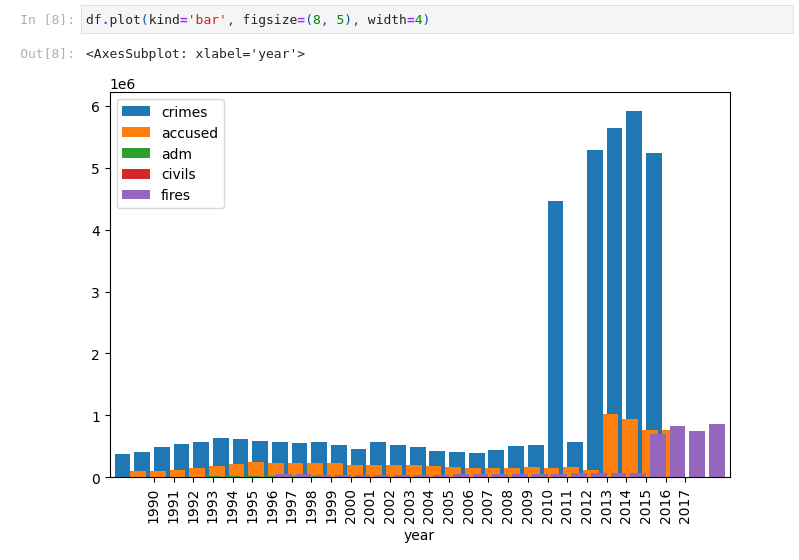 In [8]: df.plot(kind='bar', figsize=(8, 5), width=4)
Out[8]: <AxesSubplot: xlabel='year'>
1e6
6
5
4
3
2
1
0
crimes
accused
adm
civils
fires
1990 1991 1992 1993 1994 1995 1996 1997 1998 1999 2000 2001 2002 2003 2004 2005 2006 2007 2008 2009 2010 2011 2012 2013 2014 2015 2016 2017
year